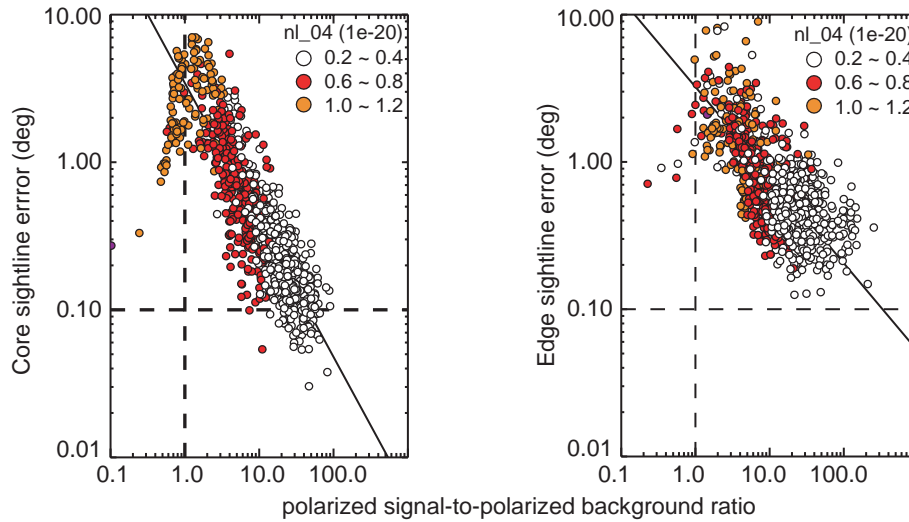 10.00
1.00
0.10
0.01
Core sightline errror (deg)
nl_04 (1e-20)
0.2 ~ 0.4
0.6 ~ 0.8
1.0 ~ 1.2
0.1 1.0 10.0 100.0
10.00
1.00
0.10
0.01
Edge sightline error (deg)
nl_04 (1e-20)
0.2 ~ 0.4
0.6 ~ 0.8
1.0 ~ 1.2
0.1 1.0 10.0 100.0
polarized signal-to-polarized background ratio